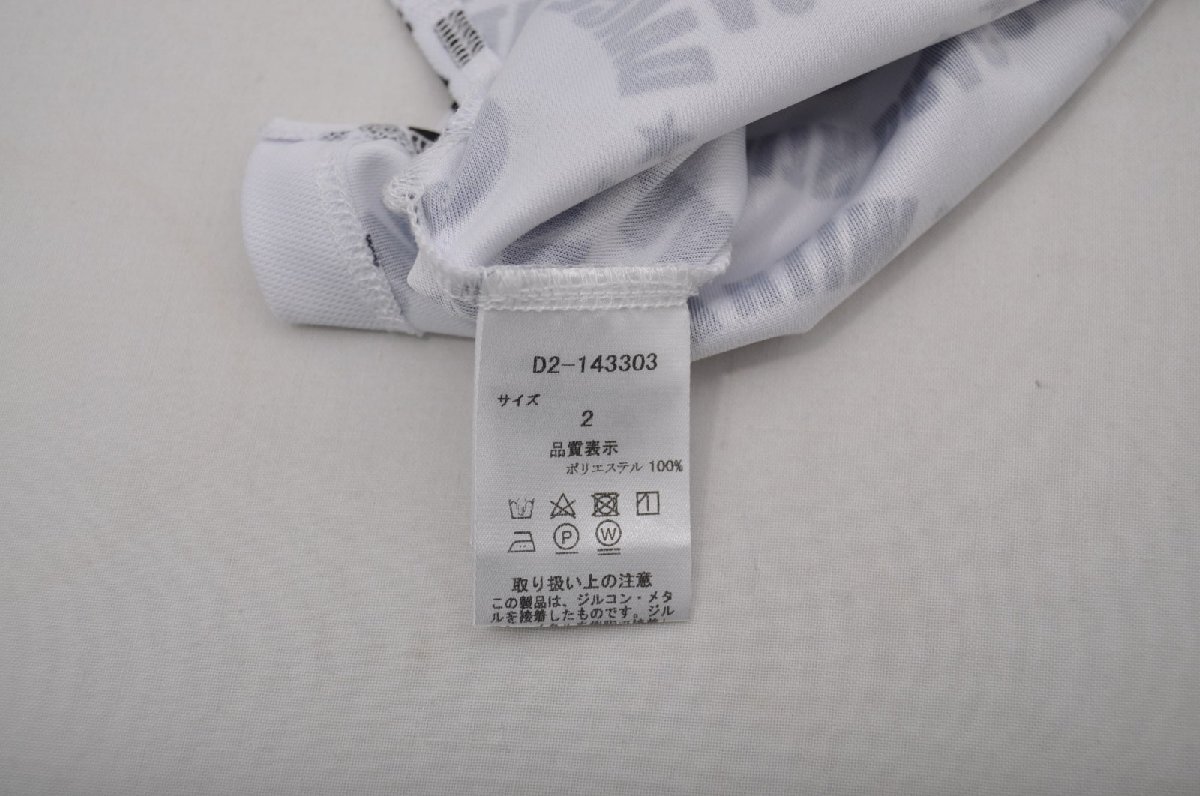 D2-143303
サイズ
2
品質表示
ポリエステル 100%
P W
取り扱い上の注意
この製品は、ジルコン・メタ
ルを接着したものです。ジル